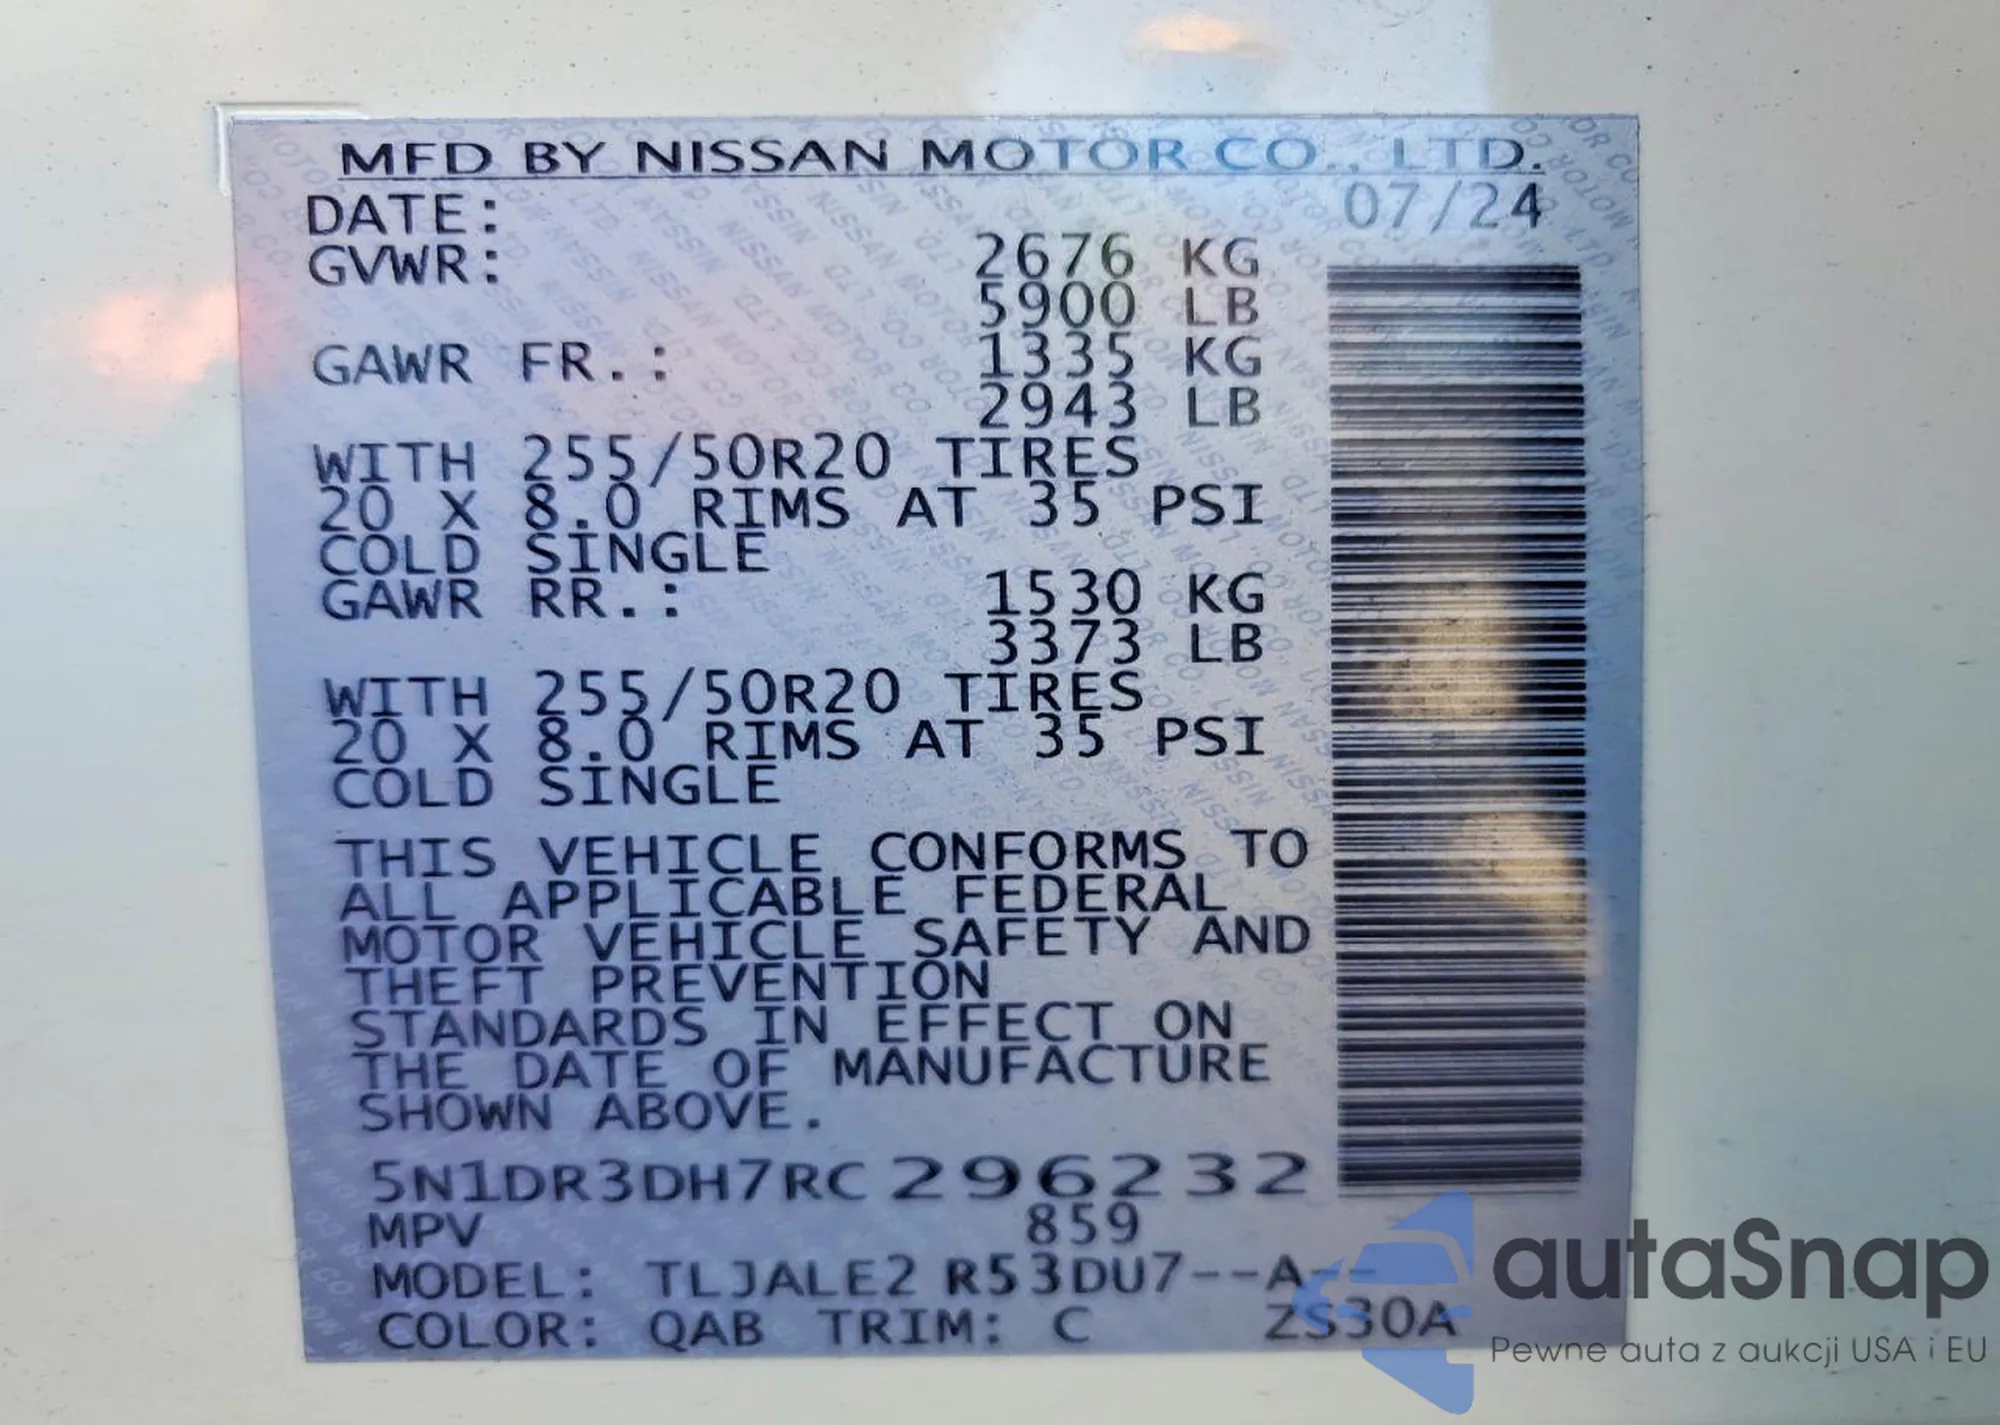 MFD BY NISSAN MOTOR CO., LTD.
DATE: 07/24
GVWR: 2676 KG
5900 LB
GAWR FR.: 1335 KG
2943 LB
WITH 255/50R20 TIRES
20 X 8.0 RIMS AT 35 PSI
COLD SINGLE
GAWR RR.: 1530 KG
3373 LB
WITH 255/50R20 TIRES
20 X 8.0 RIMS AT 35 PSI
COLD SINGLE
THIS VEHICLE CONFORMS TO
ALL APPLICABLE FEDERAL
MOTOR VEHICLE SAFETY AND
THEFT PREVENTION
STANDARDS IN EFFECT ON
THE DATE OF MANUFACTURE
SHOWN ABOVE.
5N1DR3DH7RC296232
MPV 859
MODEL: TLJALE2 R53DU7--A--
COLOR: QAB TRIM: C ZS30A
autaSnap
Pewne auta z aukcji USA i EU